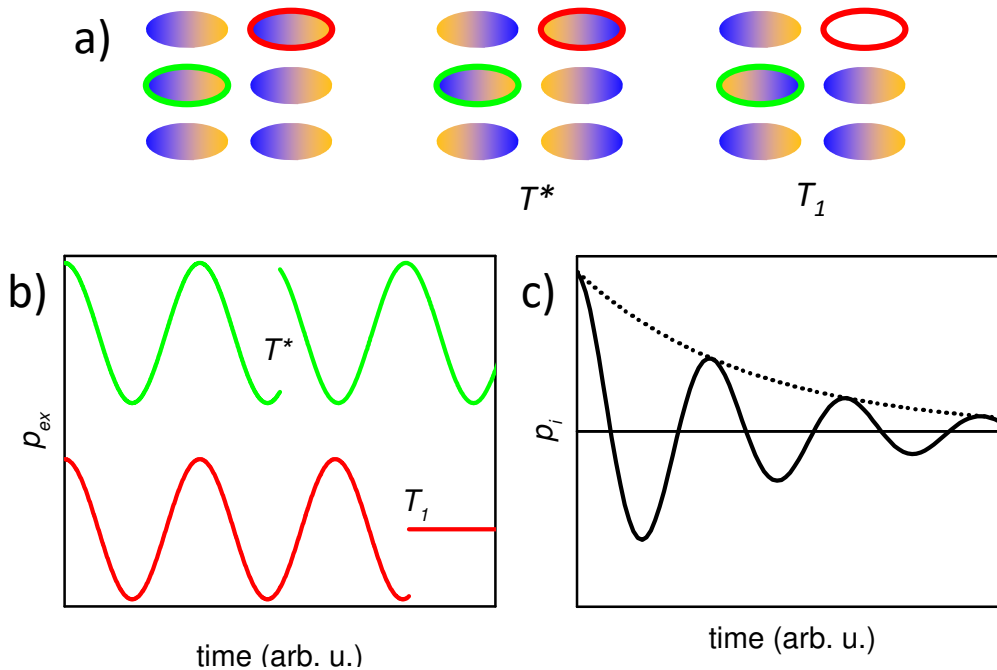 a)
T*
T1
b)
T*
pex
T1
time (arb. u.)
c)
pi
time (arb. u.)